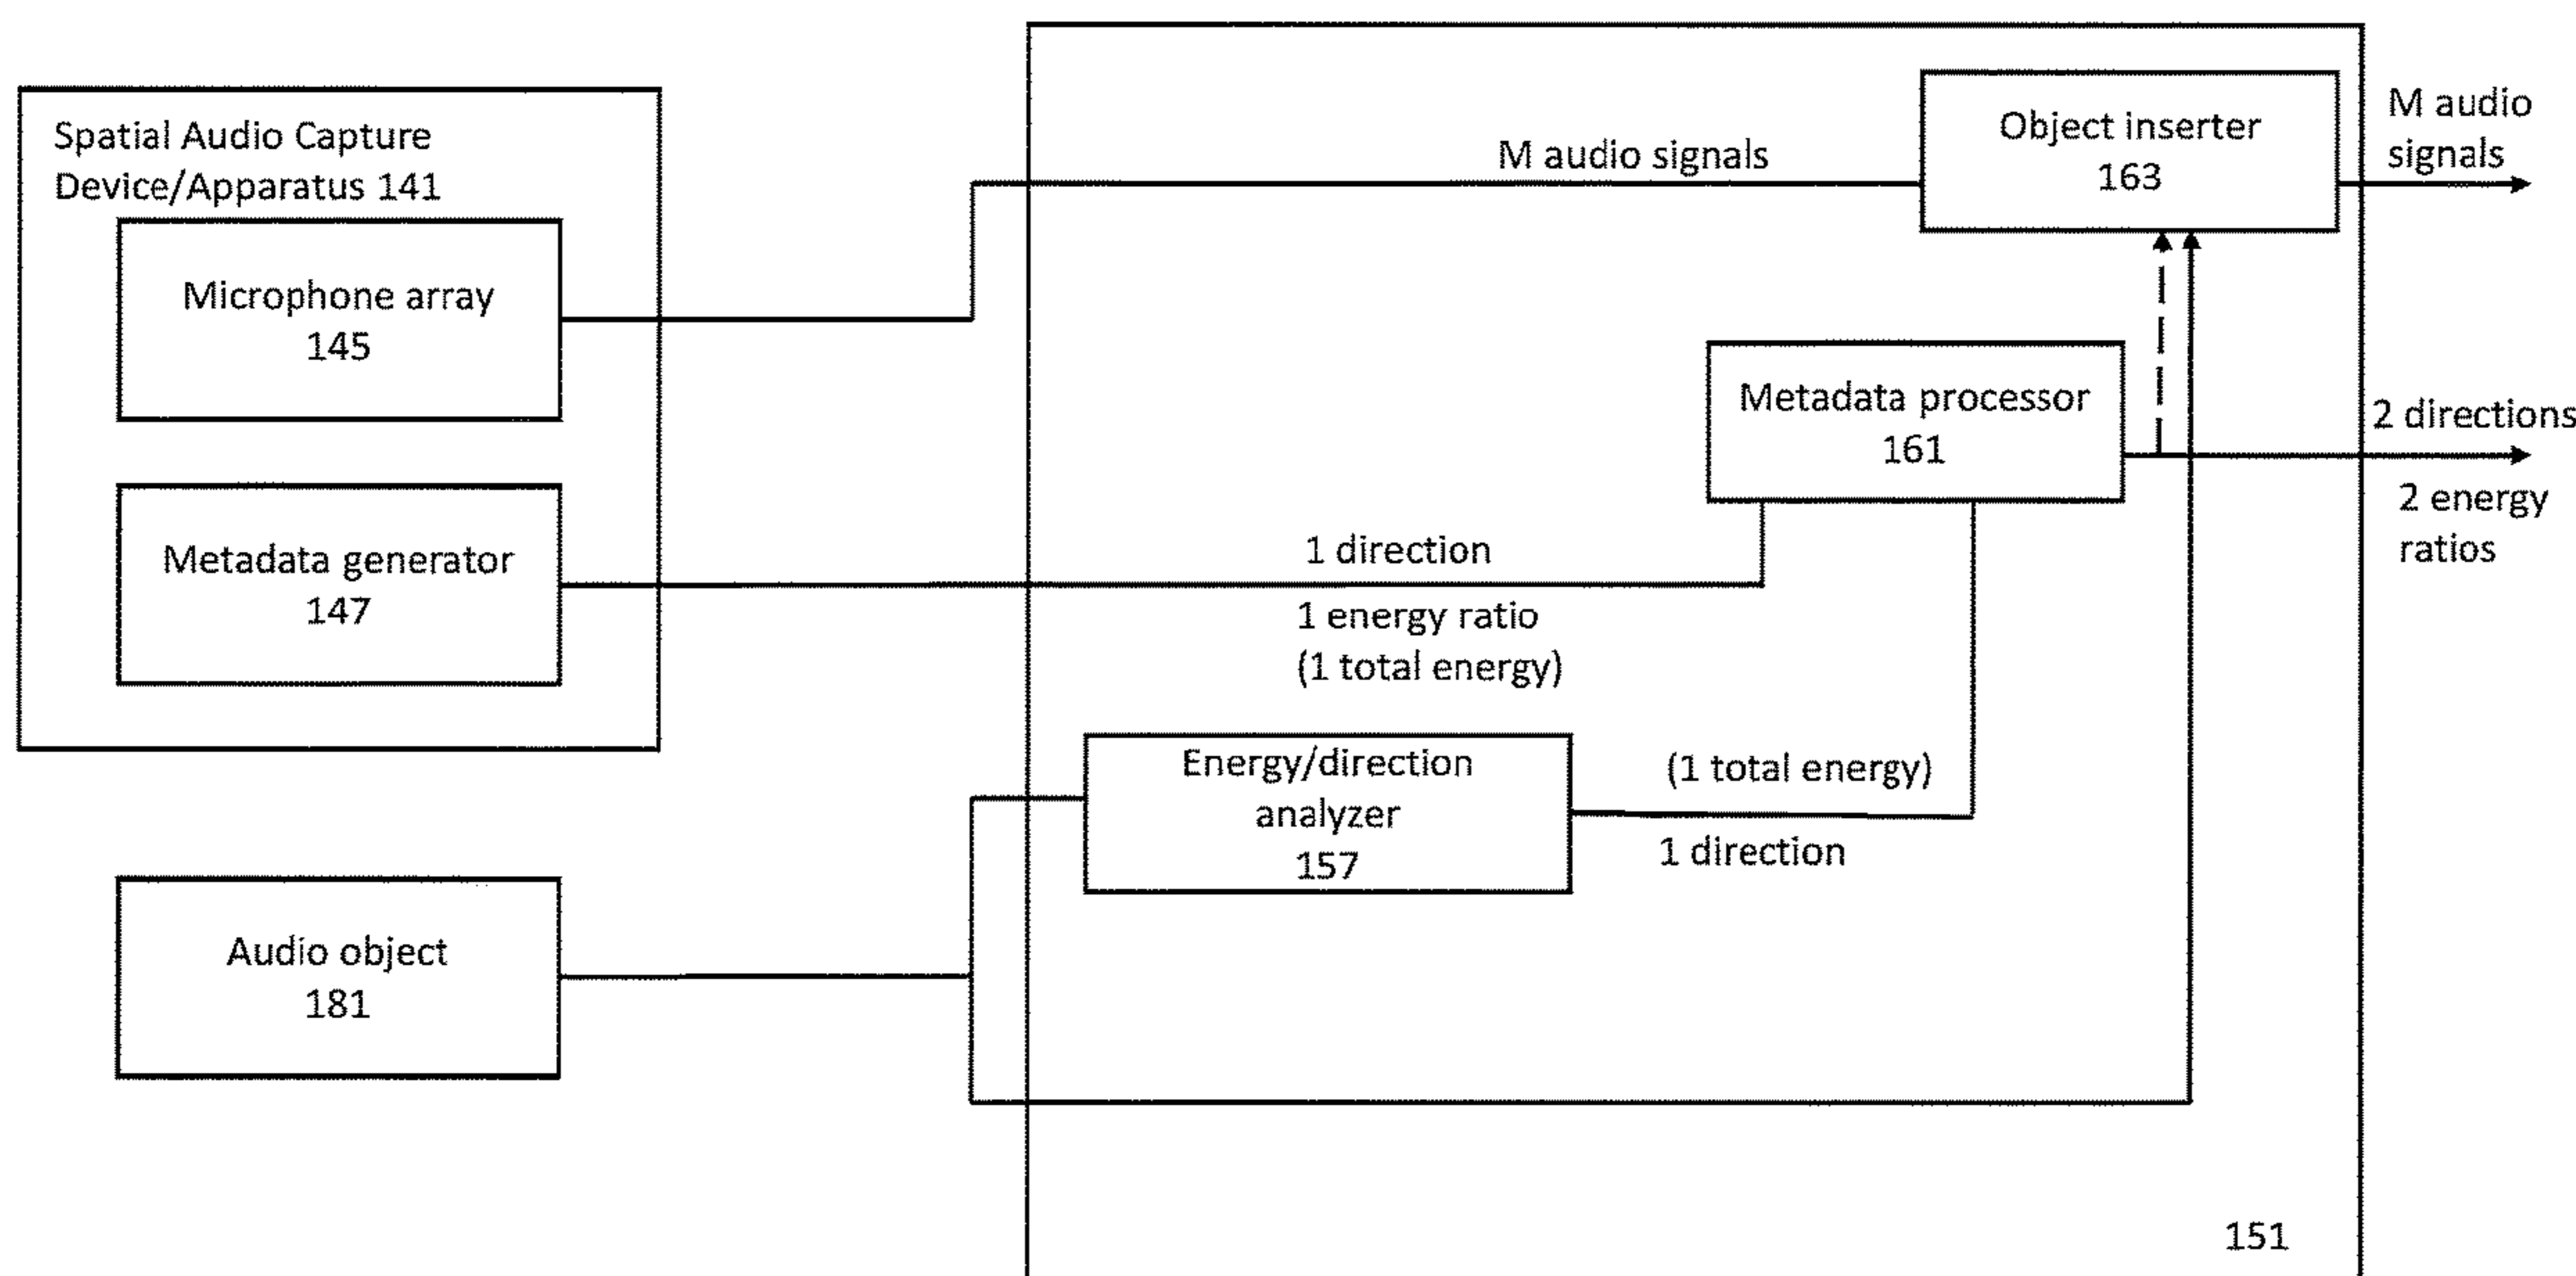 Spatial Audio Capture
Device/Apparatus 141
Microphone array
145
Metadata generator
147
Audio object
181
M audio signals
Object inserter
163
M audio
signals
Metadata processor
161
2 directions
2 energy
ratios
1 direction
1 energy ratio
(1 total energy)
Energy/direction
analyzer
157
(1 total energy)
1 direction
151